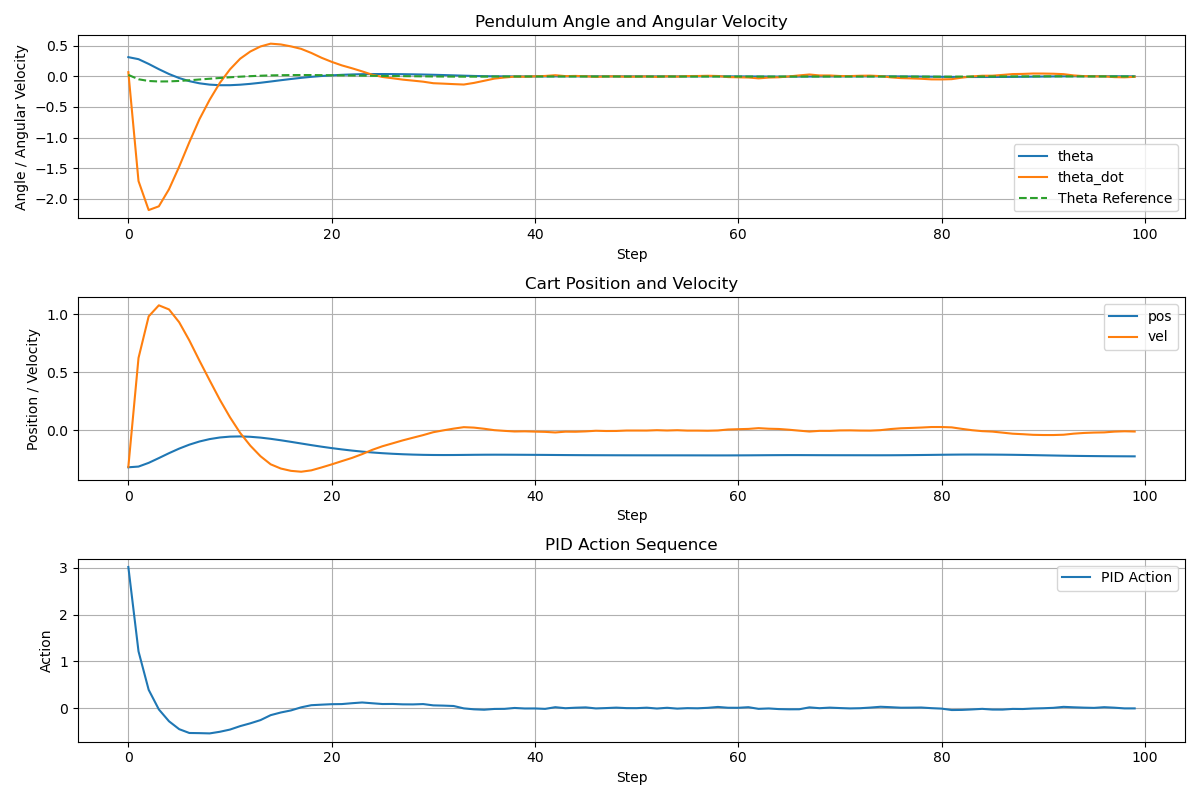 Pendulum Angle and Angular Velocity
Angle / Angular Velocity
0.5
0.0
−0.5
−1.0
−1.5
−2.0
theta
theta_dot
Theta Reference
0 20 40 60 80 100
Step
Cart Position and Velocity
Position / Velocity
1.0
0.5
0.0
pos
vel
0 20 40 60 80 100
Step
PID Action Sequence
Action
3
2
1
0
PID Action
0 20 40 60 80 100
Step